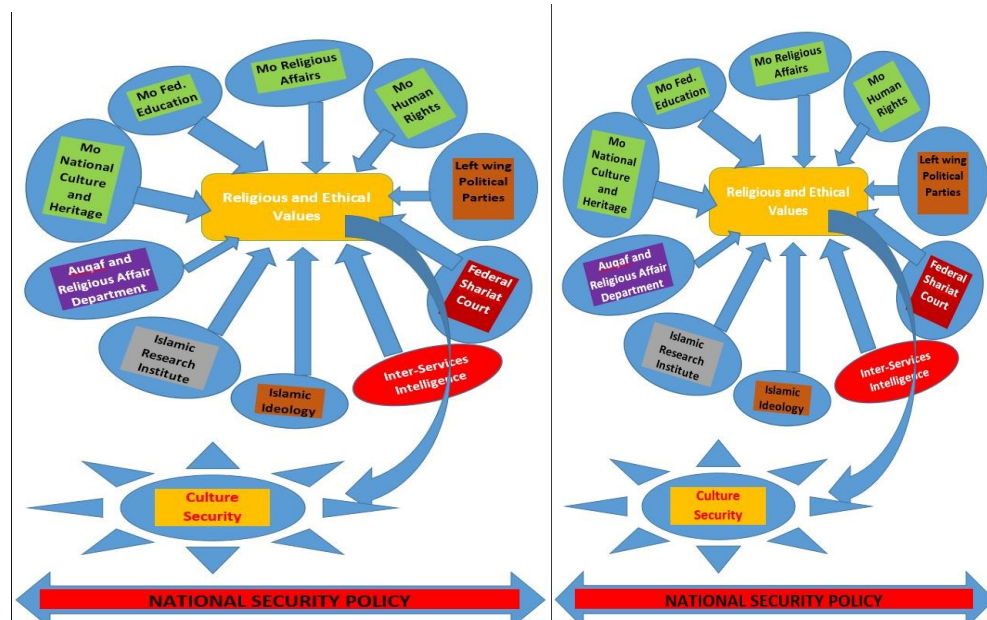 Mo Religious
Affairs
Mo Fed.
Education
Mo
Human
Rights
Mo
National
Culture
and
Heritage
Religious and Ethical
Values
Left wing
Political
Parties
Auqaf and
Religious Affair
Department
Federal
Shariat
Court
Islamic
Research
Institute
Islamic
Ideology
Inter-Services
Intelligence
Culture
Security
NATIONAL SECURITY POLICY
Mo Religious
Affairs
Mo Fed.
Education
Mo
Human
Rights
Mo
National
Culture
and
Heritage
Religious and Ethical
Values
Left wing
Political
Parties
Auqaf and
Religious Affair
Department
Federal
Shariat
Court
Islamic
Research
Institute
Islamic
Ideology
Inter-Services
Intelligence
Culture
Security
NATIONAL SECURITY POLICY